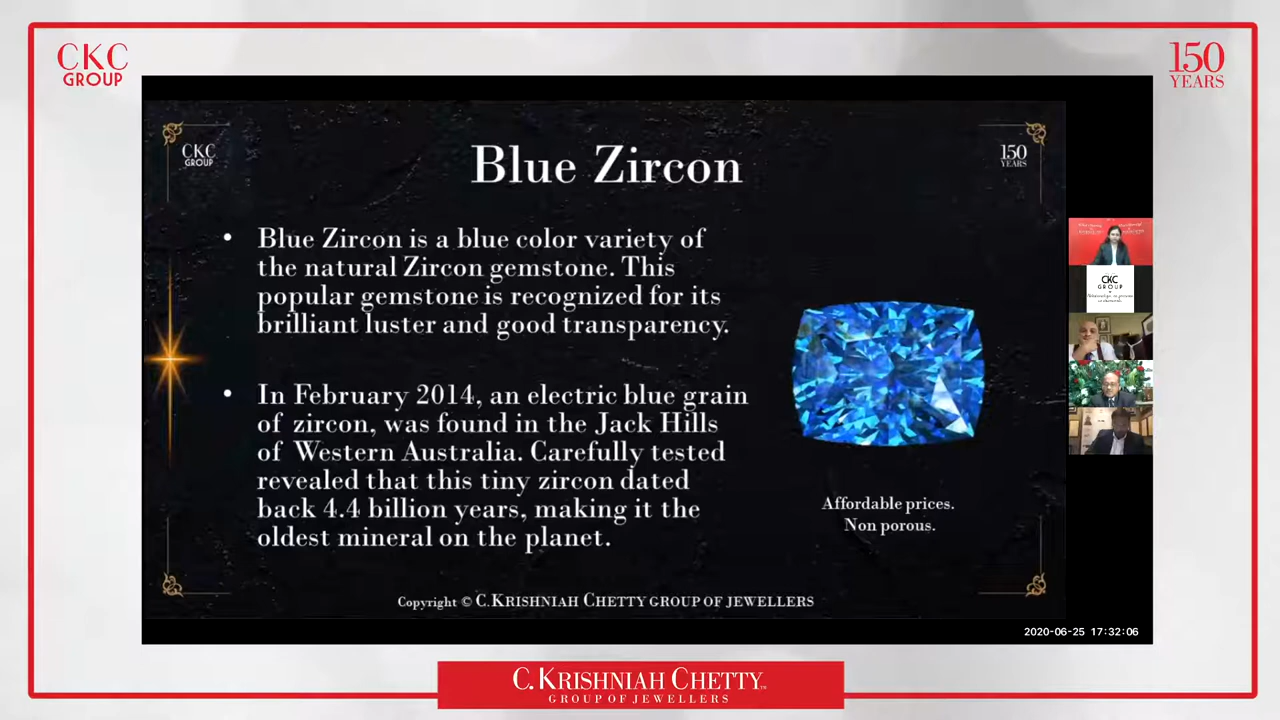 CKC
GROUP
150
YEARS
CKC
GROUP
Blue Zircon
150
YEARS
• Blue Zircon is a blue color variety of
the natural Zircon gemstone. This
popular gemstone is recognized for its
brilliant luster and good transparency.
• In February 2014, an electric blue grain
of zircon, was found in the Jack Hills
of Western Australia. Carefully tested
revealed that this tiny zircon dated
back 4.4 billion years, making it the
oldest mineral on the planet.
Affordable prices.
Non porous.
CKC
GROUP
Copyright © C.KRISHNIAH CHETTY GROUP OF JEWELLERS
2020-06-25 17:32:06
C.KRISHNIAH CHETTY™
GROUP OF JEWELLERS